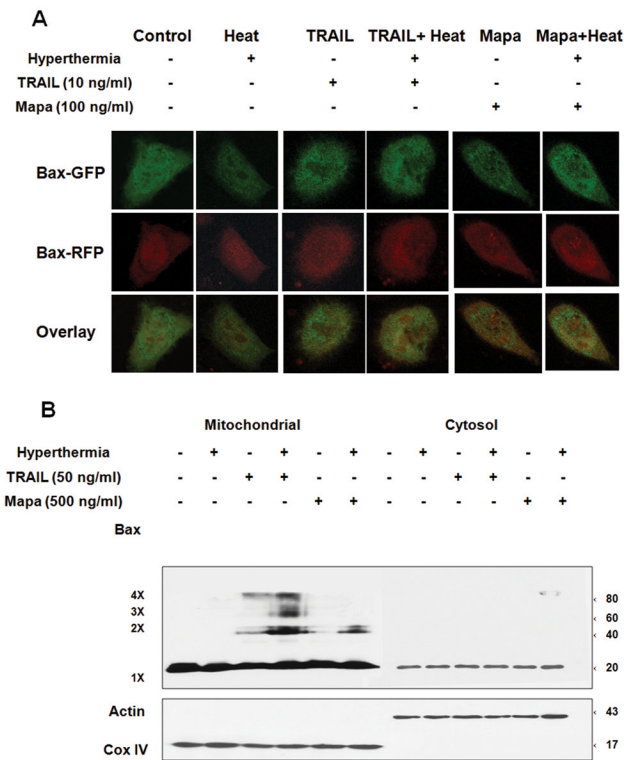 A
Control Heat TRAIL TRAIL+ Heat Mapa Mapa+Heat
Hyperthermia - + - + - +
TRAIL (10 ng/ml) - - + + - -
Mapa (100 ng/ml) - - - - + +
Bax-GFP
Bax-RFP
Overlay
B
Mitochondrial Cytosol
Hyperthermia - + - + - + - + - + - +
TRAIL (50 ng/ml) - - + + - - - - + + - -
Mapa (500 ng/ml) - - - - + + - - - - + +
Bax
4X ‹ 80
3X ‹ 60
2X ‹ 40
‹ 20
1X
Actin ‹ 43
Cox IV ‹ 17